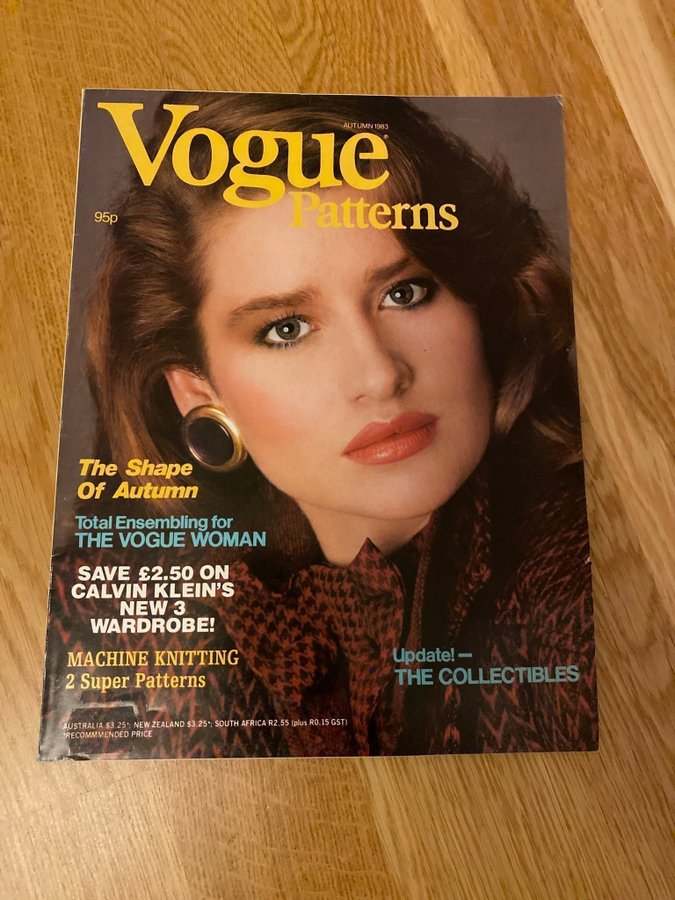 AUTUMN 1983
Vogue®
Patterns
95p
The Shape
Of Autumn
Total Ensembling for
THE VOGUE WOMAN
SAVE £2.50 ON
CALVIN KLEIN'S
NEW 3
WARDROBE!
MACHINE KNITTING
2 Super Patterns
Update!—
THE COLLECTIBLES
AUSTRALIA $3.25*; NEW ZEALAND $3.25*; SOUTH AFRICA R2.55 (plus R0.15 GST)
*RECOMMMENDED PRICE